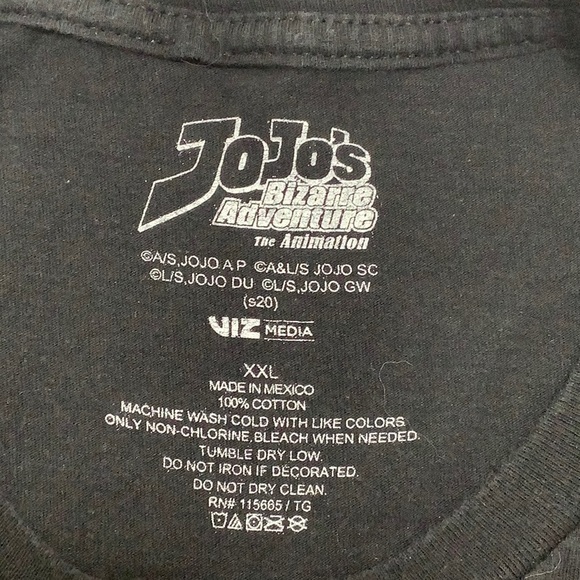 JoJo's
Bizarre
Adventure
The Animation
©A/S,JOJO A.P ©A&L/S JOJO SC
©L/S,JOJO DU ©L/S,JOJO GW
(s20)
VIZ MEDIA
XXL
MADE IN MEXICO
100% COTTON
MACHINE WASH COLD WITH LIKE COLORS
ONLY NON-CHLORINE BLEACH WHEN NEEDED.
TUMBLE DRY LOW.
DO NOT IRON IF DECORATED.
DO NOT DRY CLEAN.
RN# 115605 / TG